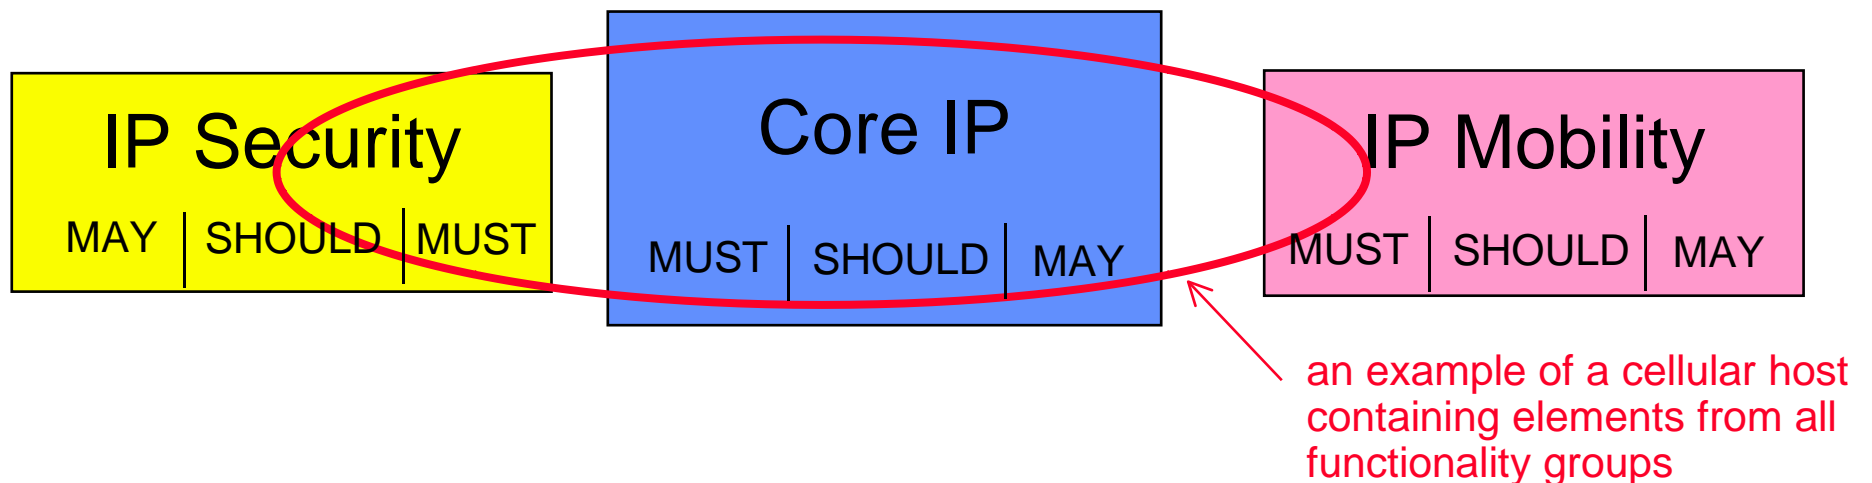 IP Security
MAY SHOULD MUST
Core IP
MUST SHOULD MAY
IP Mobility
MUST SHOULD MAY
an example of a cellular host
containing elements from all
functionality groups